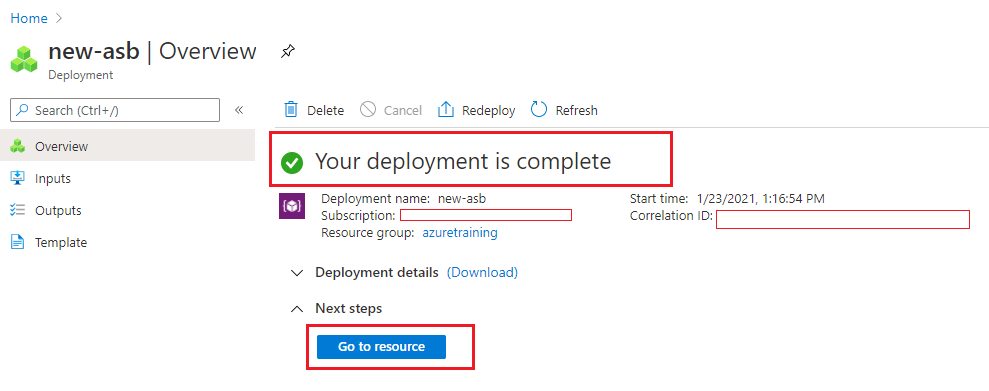 Home >
new-asb | Overview
Deployment
Search (Ctrl+/)
«
Delete Cancel Redeploy Refresh
Overview
Inputs
Outputs
Template
Your deployment is complete
Deployment name: new-asb
Subscription:
Resource group: azuretraining
Start time: 1/23/2021, 1:16:54 PM
Correlation ID:
Deployment details (Download)
Next steps
Go to resource